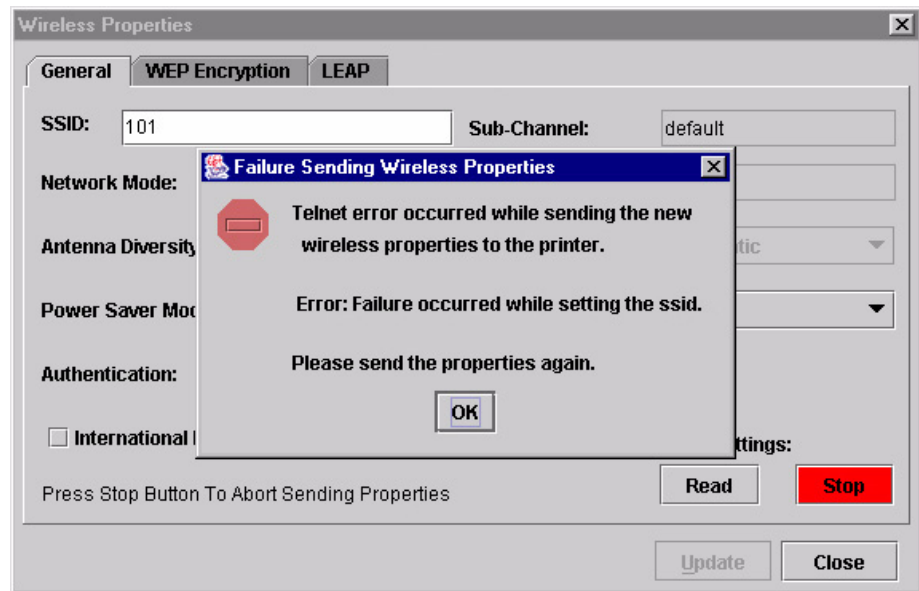 Wireless Properties
General WEP Encryption LEAP
SSID: 101 Sub-Channel: default
Failure Sending Wireless Properties
Network Mode:
Telnet error occurred while sending the new
wireless properties to the printer.
Antenna Diversity
tic
Error: Failure occurred while setting the ssid.
Power Saver Mod
Please send the properties again.
Authentication:
OK
International
ttings:
Press Stop Button To Abort Sending Properties
Read Stop
Update Close